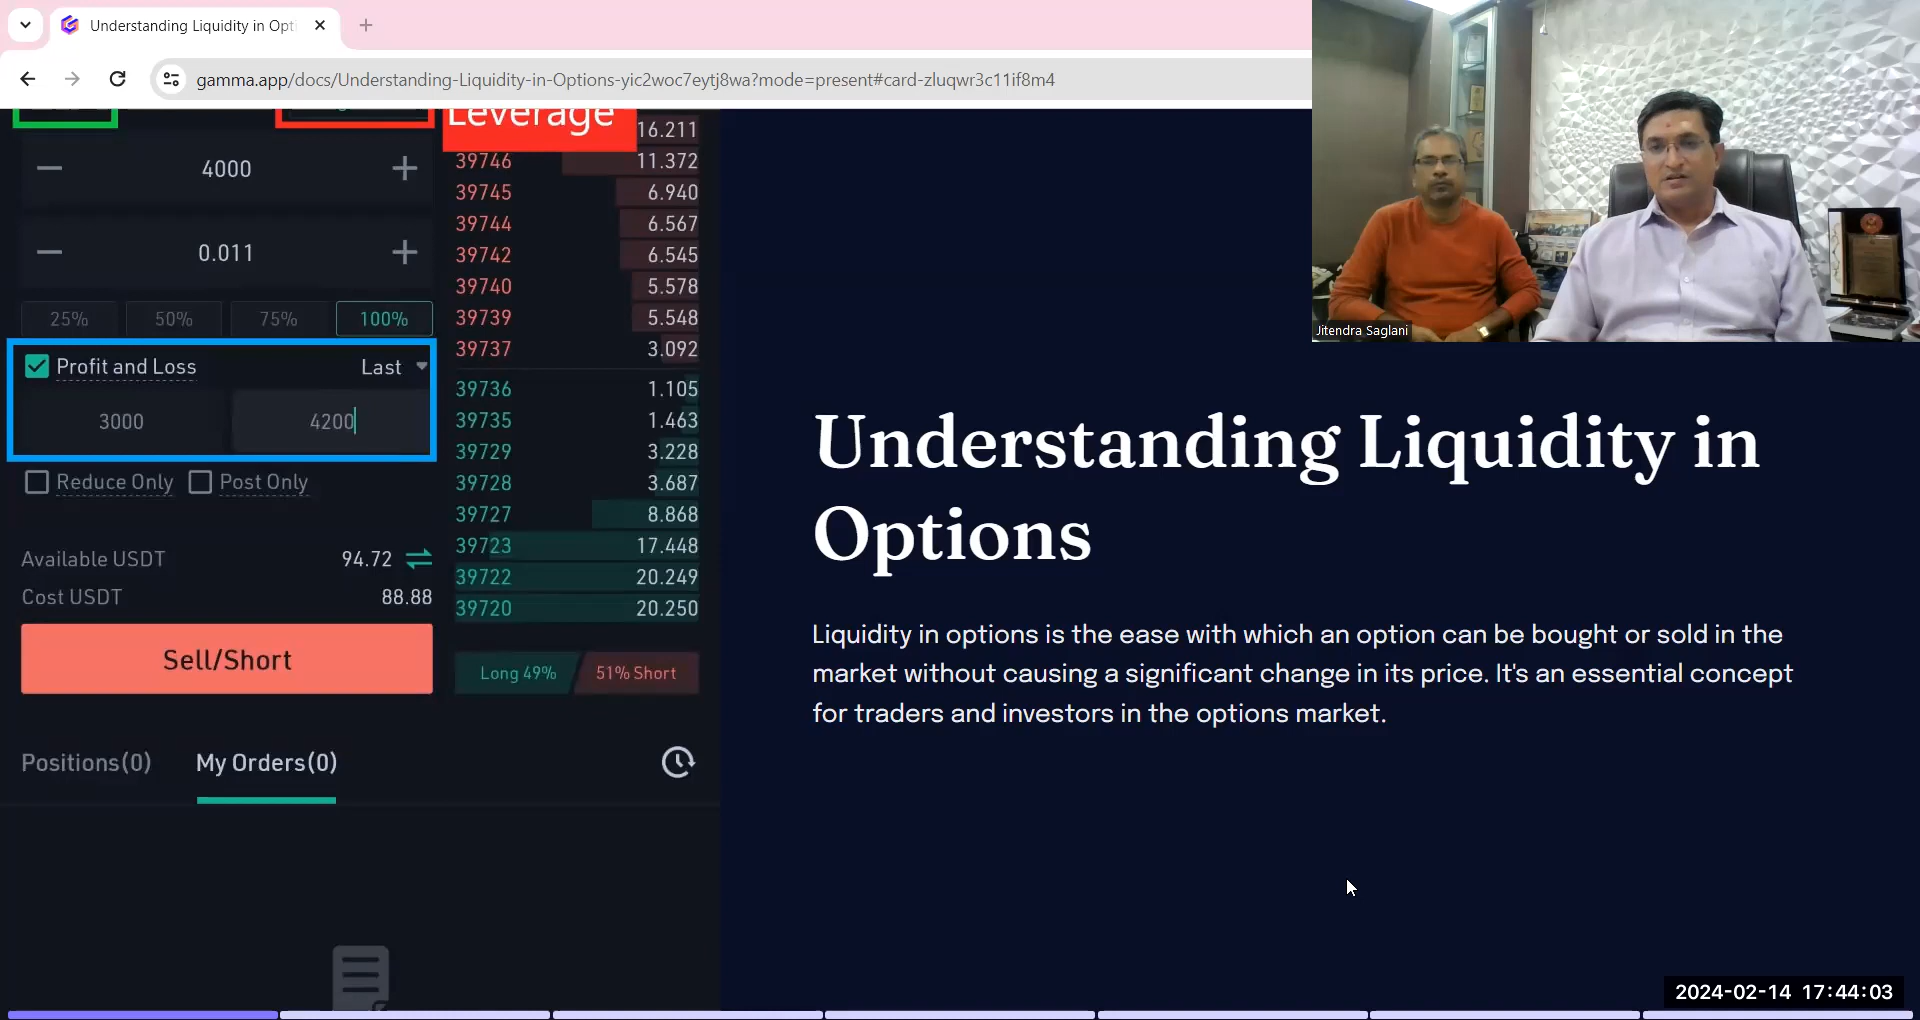 Understanding Liquidity in Opti
gamma.app/docs/Understanding-Liquidity-in-Options-yic2woc7eytj8wa?mode=present#card-zluqwr3c11if8m4
Leverage
4000
0.011
25% 50% 75% 100%
Profit and Loss Last
3000 4200
Reduce Only Post Only
Available USDT 94.72
Cost USDT 88.88
Sell/Short
16.211
39746 11.372
39745 6.940
39744 6.567
39742 6.545
39740 5.578
39739 5.548
39737 3.092
39736 1.105
39735 1.463
39729 3.228
39728 3.687
39727 8.868
39723 17.448
39722 20.249
39720 20.250
Long 49% 51% Short
Positions(0) My Orders(0)
Understanding Liquidity in
Options
Liquidity in options is the ease with which an option can be bought or sold in the
market without causing a significant change in its price. It's an essential concept
for traders and investors in the options market.
Jitendra Saglani
2024-02-14 17:44:03